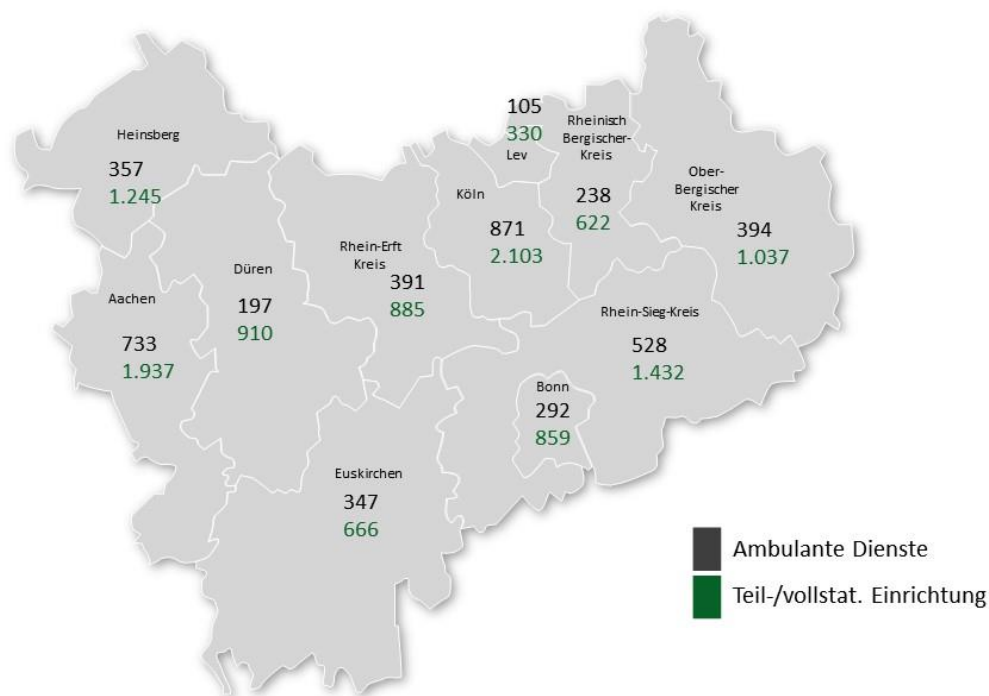 Heinsberg
357
1.245
105
330
Lev
Rheinisch
Bergischer-
Kreis
238
622
Ober-
Bergischer
Kreis
394
1.037
Köln
871
2.103
Rhein-Erft
Kreis
391
885
Düren
197
910
Aachen
733
1.937
Rhein-Sieg-Kreis
528
1.432
Bonn
292
859
Euskirchen
347
666
Ambulante Dienste
Teil-/vollstat. Einrichtung